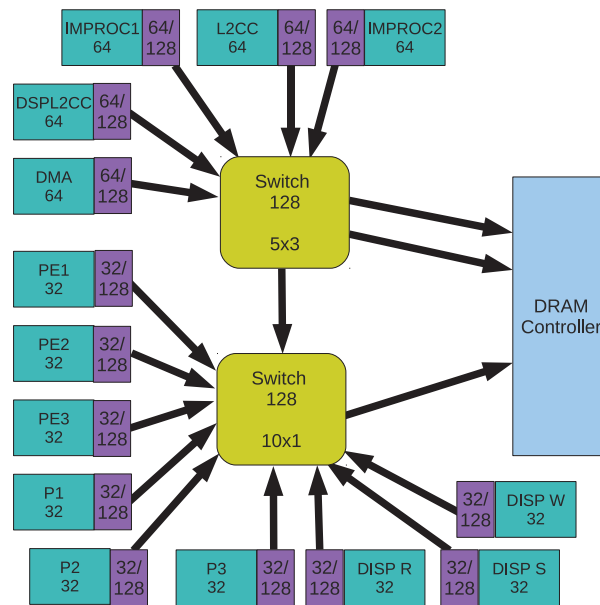 IMPROC1
64
64/
128
L2CC
64
64/
128
64/
128
IMPROC2
64
DSPL2CC
64
64/
128
DMA
64
64/
128
Switch
128
5x3
DRAM
Controller
PE1
32
32/
128
PE2
32
32/
128
PE3
32
32/
128
Switch
128
10x1
P1
32
32/
128
32/
128
DISP W
32
P2
32
32/
128
P3
32
32/
128
32/
128
DISP R
32
32/
128
DISP S
32